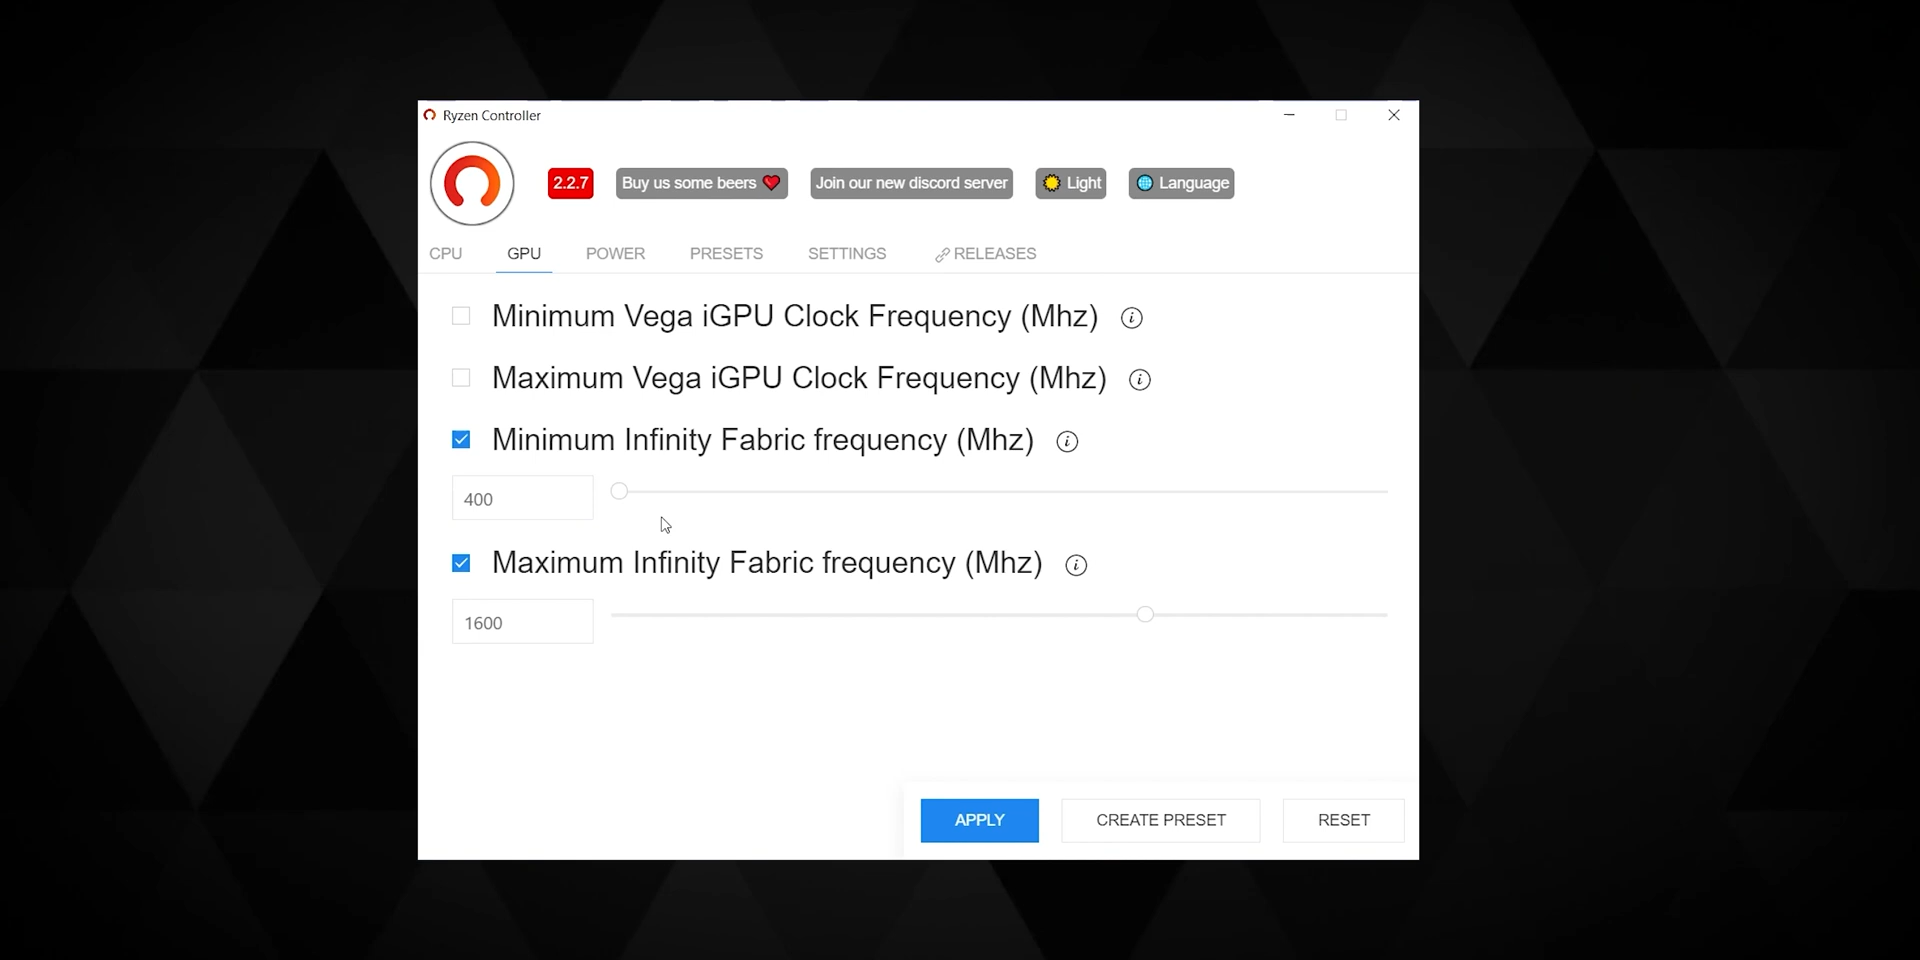 Ryzen Controller
2.2.7 Buy us some beers Join our new discord server Light Language
CPU GPU POWER PRESETS SETTINGS RELEASES
Minimum Vega iGPU Clock Frequency (Mhz)
Maximum Vega iGPU Clock Frequency (Mhz)
Minimum Infinity Fabric frequency (Mhz)
400
Maximum Infinity Fabric frequency (Mhz)
1600
APPLY CREATE PRESET RESET